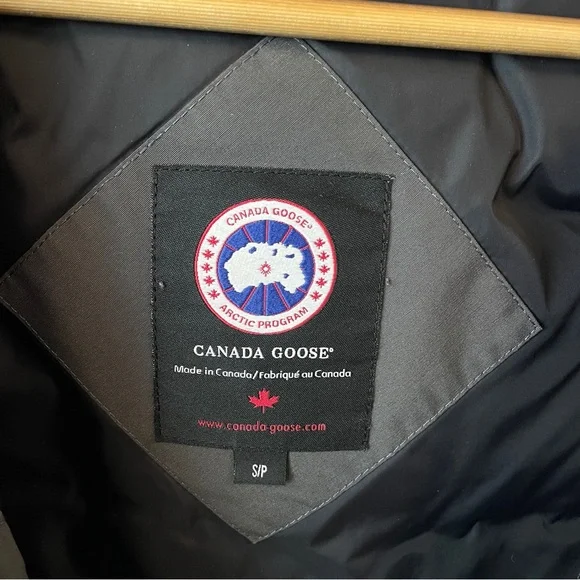 CANADA GOOSE®
ARCTIC PROGRAM
CANADA GOOSE®
Made in Canada/Fabriqué au Canada
www.canada-goose.com
S/P